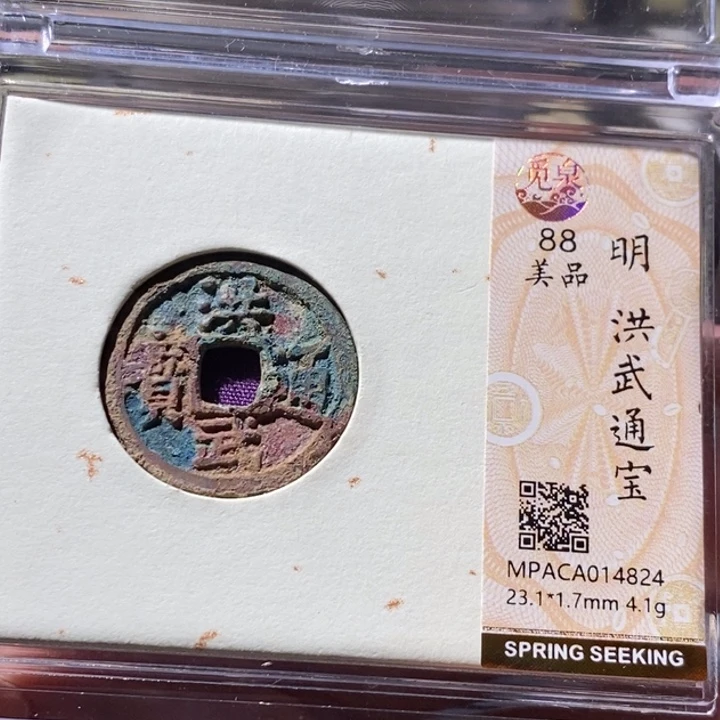 洪武通寶
覓泉
88
美品
明 洪武通宝
MPACA014824
23.1*1.7mm 4.1g
SPRING SEEKING